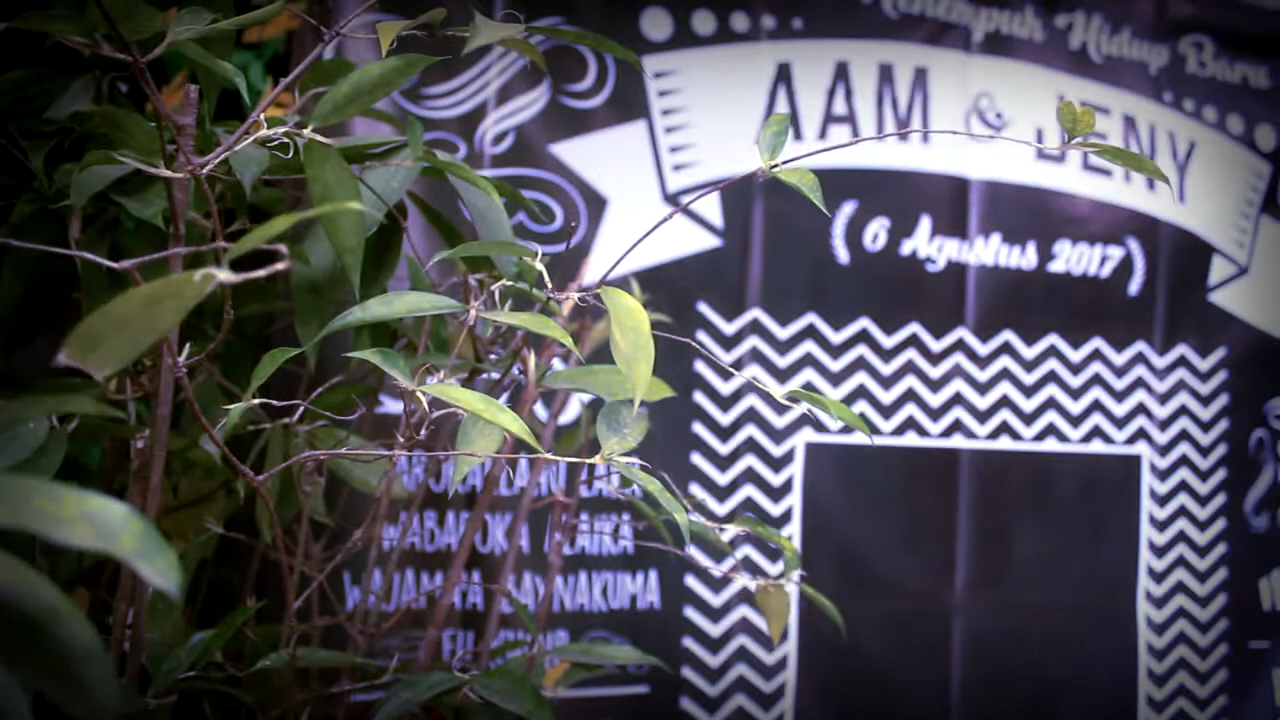 Menempuh Hidup Baru
AAM & JENY
( 6 Agustus 2017 )
WABAROKA ALAIKA
WAJAMA'A BAYNAKUMA